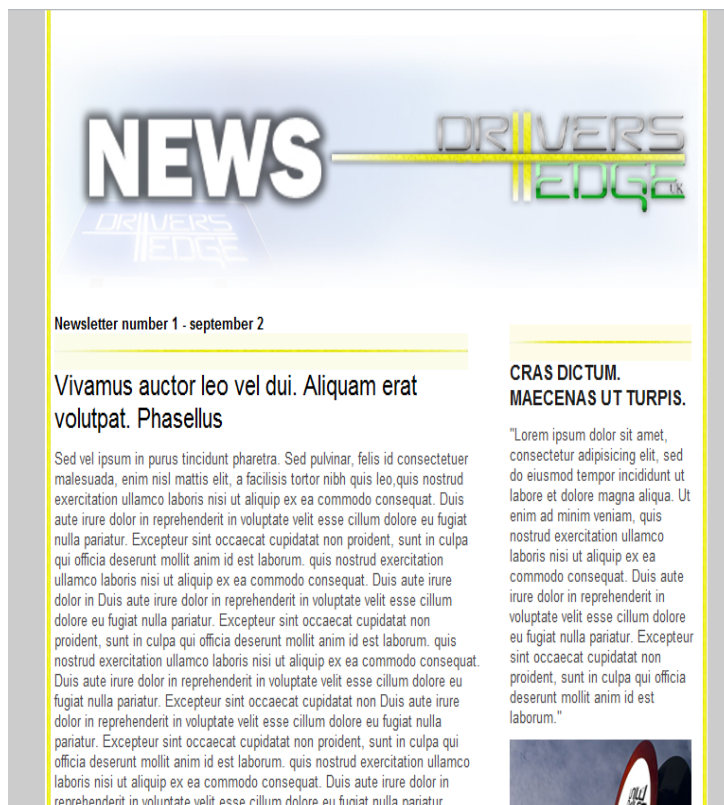 NEWS
DRIVERS
EDGE
UK
DRIVERS
EDGE
Newsletter number 1 - september 2
Vivamus auctor leo vel dui. Aliquam erat
volutpat. Phasellus
Sed vel ipsum in purus tincidunt pharetra. Sed pulvinar, felis id consectetuer
malesuada, enim nisl mattis elit, a facilisis tortor nibh quis leo,quis nostrud
exercitation ullamco laboris nisi ut aliquip ex ea commodo consequat. Duis
aute irure dolor in reprehenderit in voluptate velit esse cillum dolore eu fugiat
nulla pariatur. Excepteur sint occaecat cupidatat non proident, sunt in culpa
qui officia deserunt mollit anim id est laborum. quis nostrud exercitation
ullamco laboris nisi ut aliquip ex ea commodo consequat. Duis aute irure
dolor in Duis aute irure dolor in reprehenderit in voluptate velit esse cillum
dolore eu fugiat nulla pariatur. Excepteur sint occaecat cupidatat non
proident, sunt in culpa qui officia deserunt mollit anim id est laborum. quis
nostrud exercitation ullamco laboris nisi ut aliquip ex ea commodo consequat.
Duis aute irure dolor in reprehenderit in voluptate velit esse cillum dolore eu
fugiat nulla pariatur. Excepteur sint occaecat cupidatat non Duis aute irure
dolor in reprehenderit in voluptate velit esse cillum dolore eu fugiat nulla
pariatur. Excepteur sint occaecat cupidatat non proident, sunt in culpa qui
officia deserunt mollit anim id est laborum. quis nostrud exercitation ullamco
laboris nisi ut aliquip ex ea commodo consequat. Duis aute irure dolor in
reprehenderit in voluptate velit esse cillum dolore eu fugiat nulla pariatur.
CRAS DICTUM.
MAECENAS UT TURPIS.
"Lorem ipsum dolor sit amet,
consectetur adipisicing elit, sed
do eiusmod tempor incididunt ut
labore et dolore magna aliqua. Ut
enim ad minim veniam, quis
nostrud exercitation ullamco
laboris nisi ut aliquip ex ea
commodo consequat. Duis aute
irure dolor in reprehenderit in
voluptate velit esse cillum dolore
eu fugiat nulla pariatur. Excepteur
sint occaecat cupidatat non
proident, sunt in culpa qui officia
deserunt mollit anim id est
laborum."